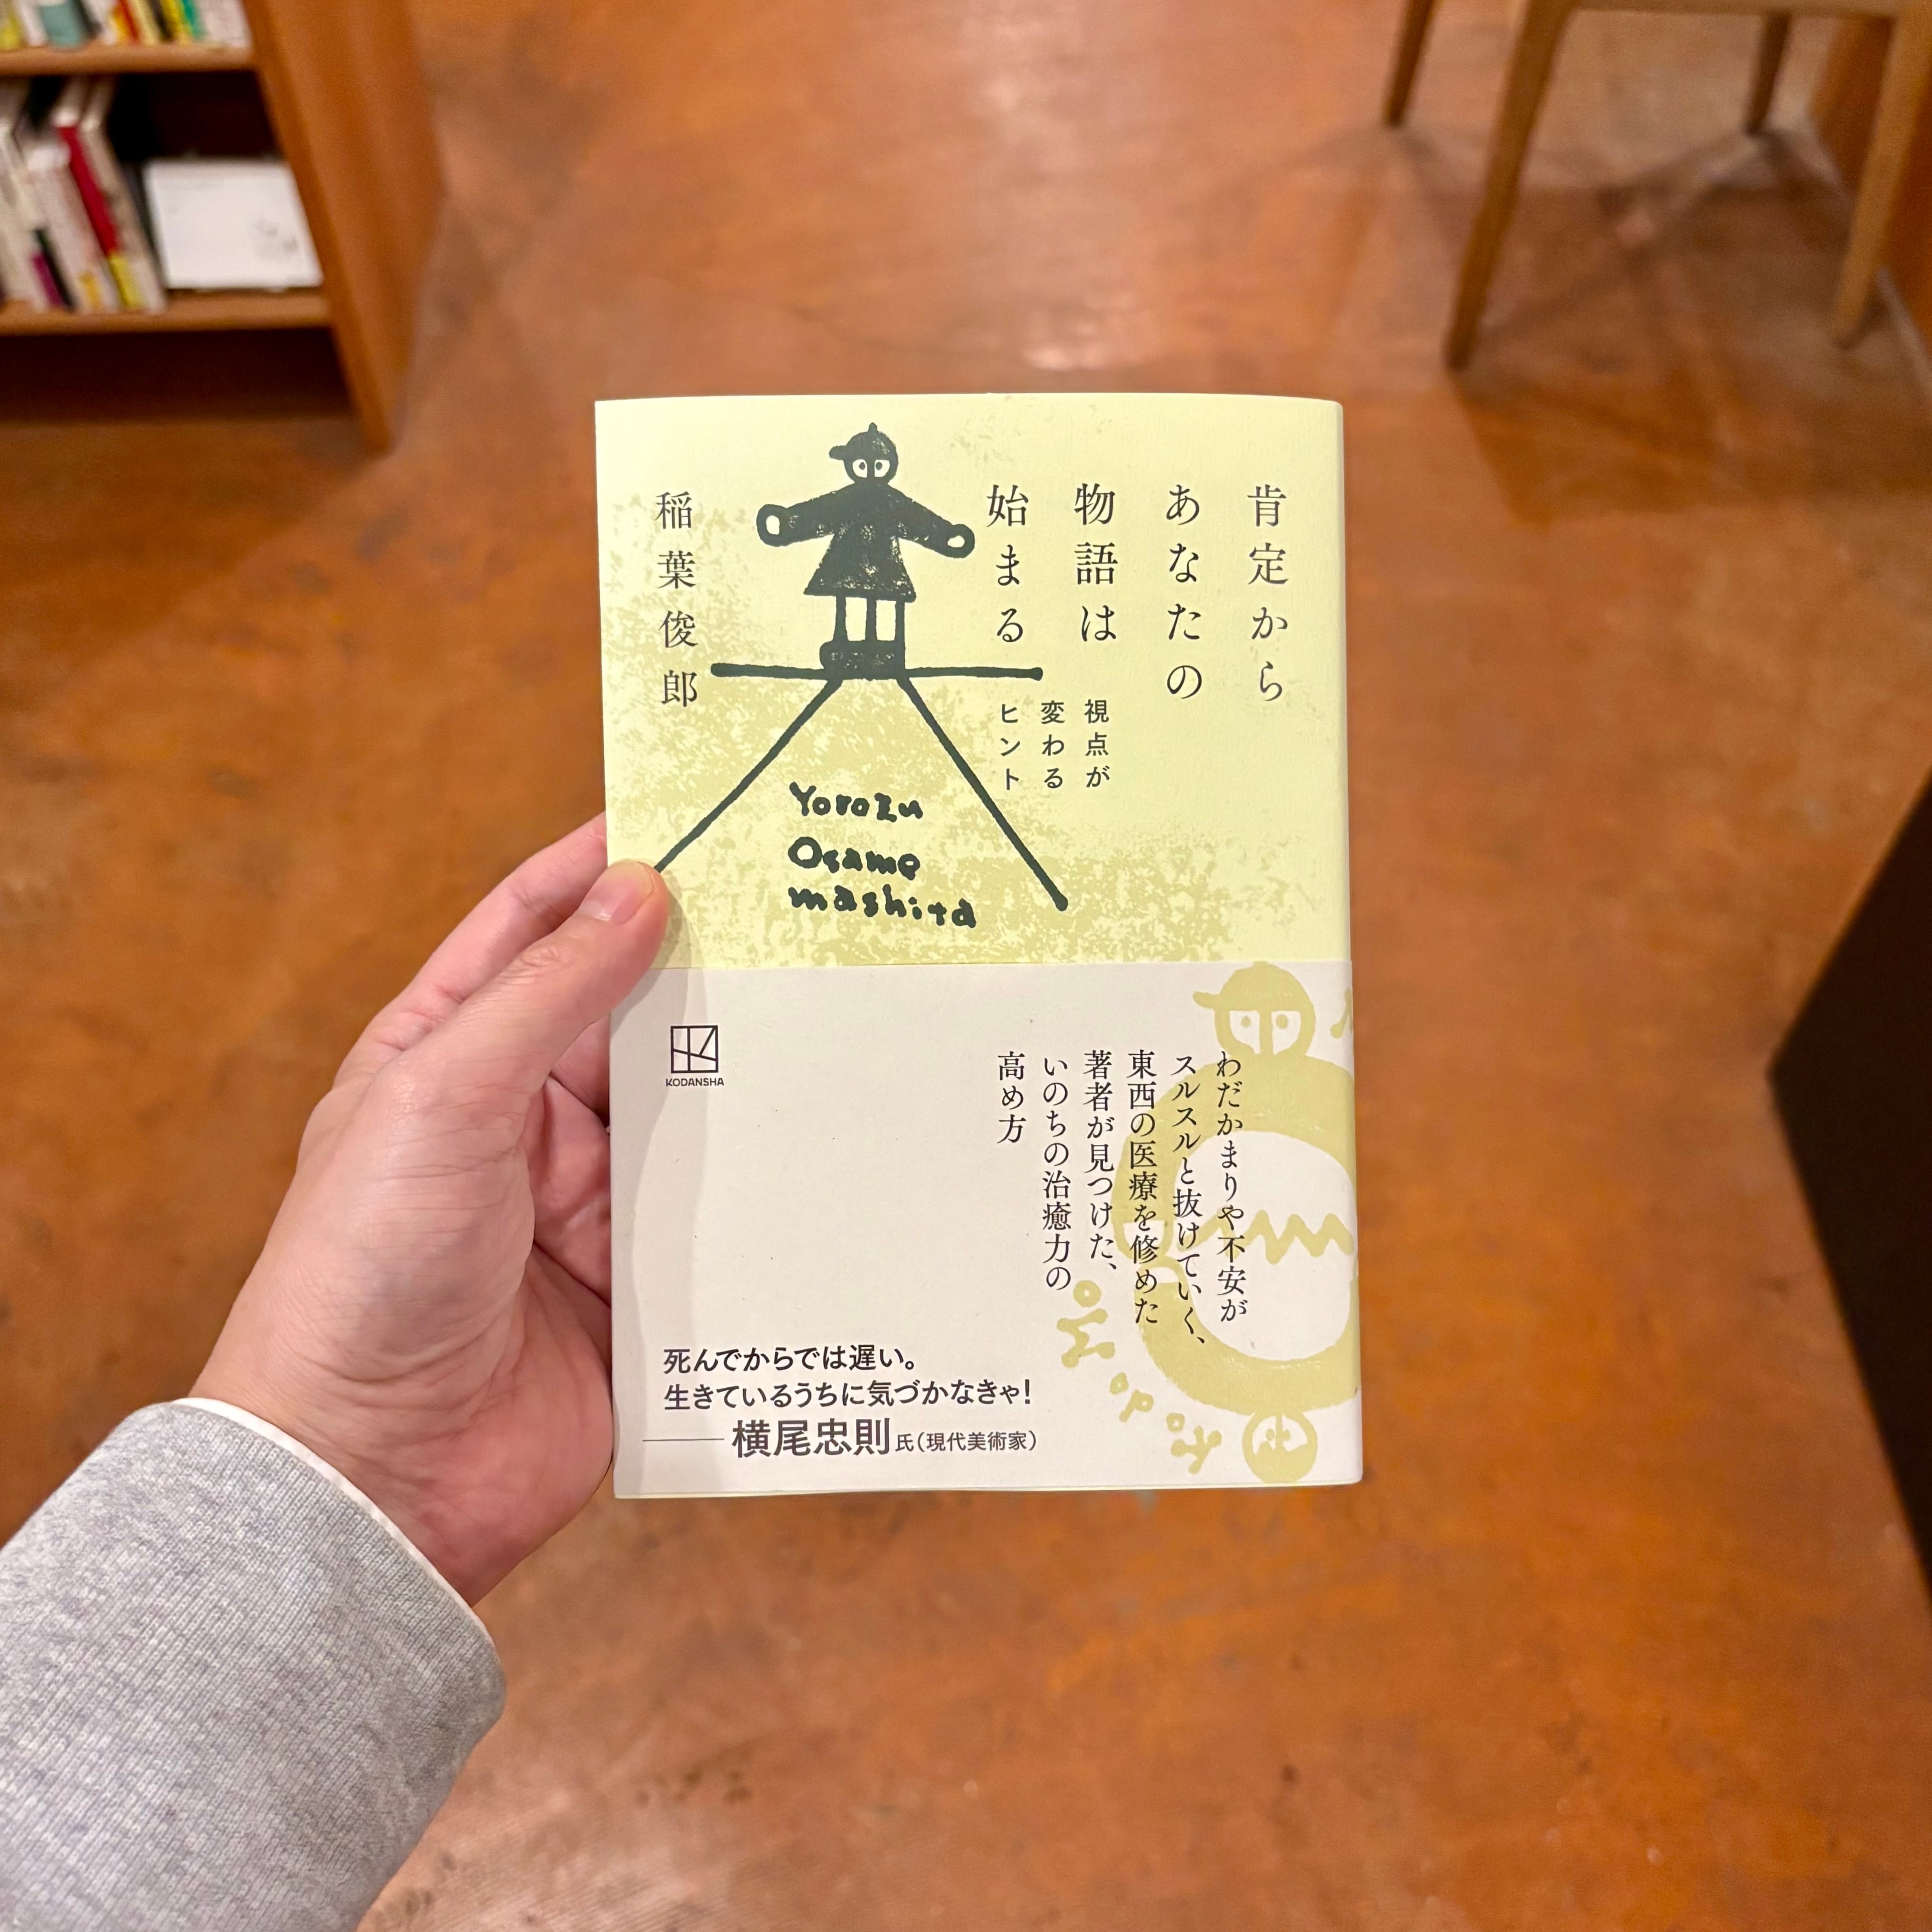 肯定から
あなたの
物語は
始まる
視点が
変わる
ヒント
稲葉俊郎
Yorozu
Osame
mashita
わだかまりや不安が
スルスルと抜けていく、
東西の医療を修めた
著者が見つけた、
いのちの治癒力の
高め方
KODANSHA
死んでからでは遅い。
生きているうちに気づかなきゃ!
横尾忠則氏(現代美術家)